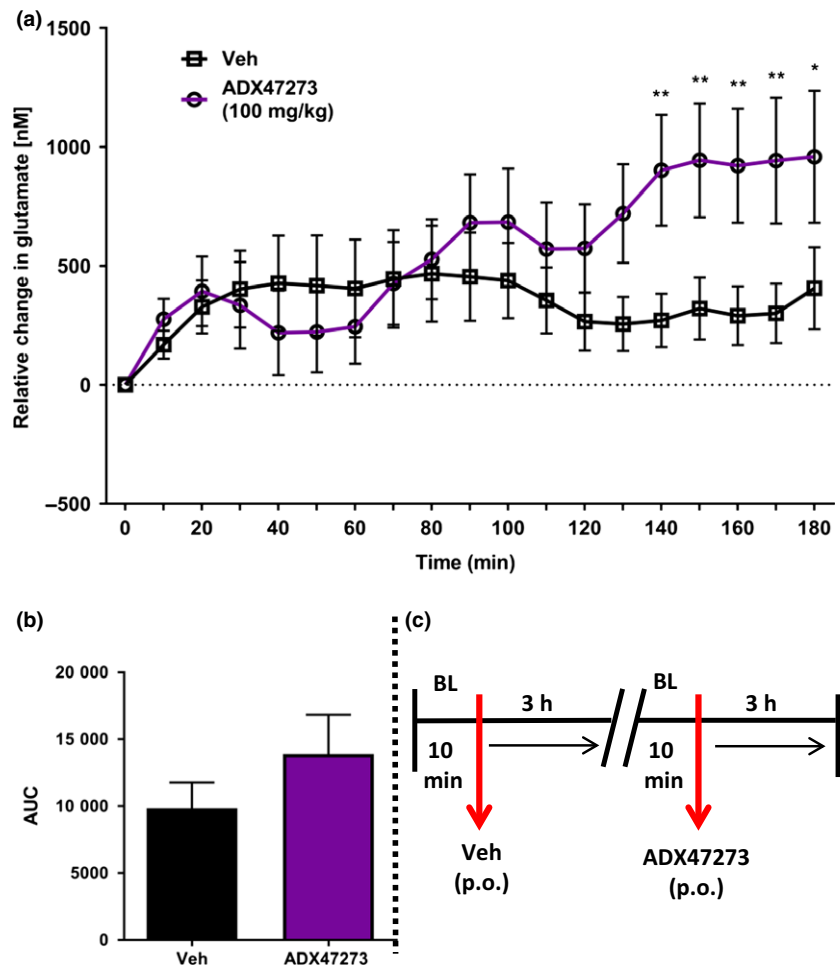 (a)
1500
1000
500
0
–500
Relative change in glutamate [nM]
Veh
ADX47273
(100 mg/kg)
** ** ** ** *
0 20 40 60 80 100 120 140 160 180
Time (min)
(b)
20 000
15 000
10 000
5000
0
AUC
Veh ADX47273
(c)
BL 3 h BL 3 h
10 10
min min
Veh ADX47273
(p.o.) (p.o.)